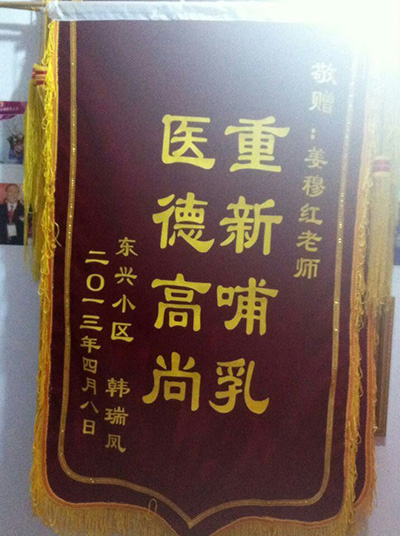 敬赠：姜穆红老师
重新哺乳
医德高尚
东兴小区 韩瑞凤
二〇一三年四月八日